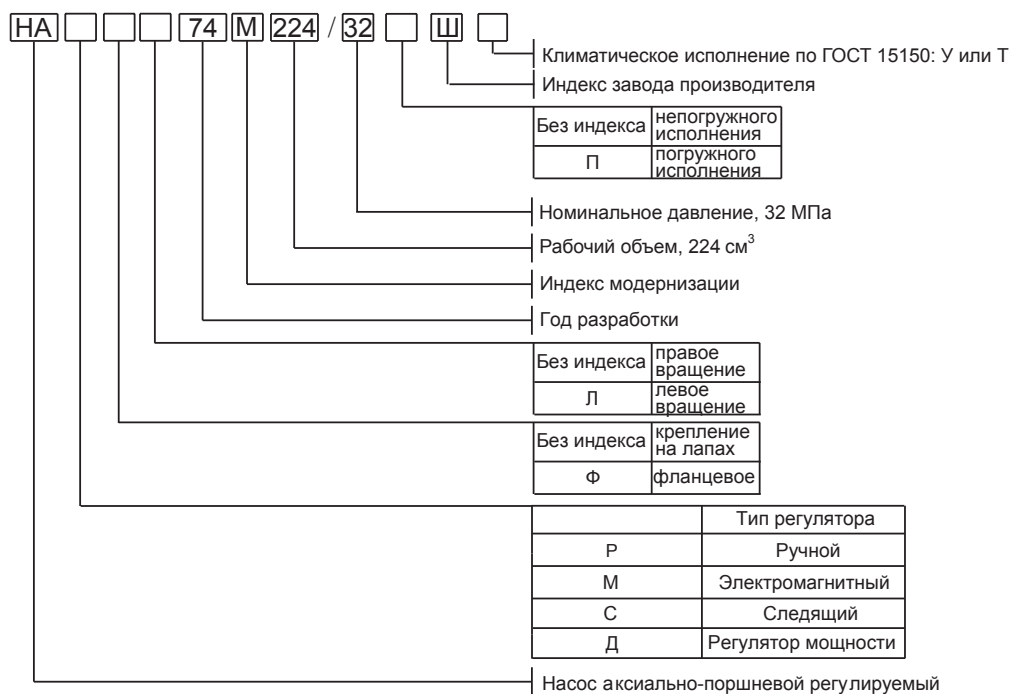 НА 74 М 224 / 32 Ш
Климатическое исполнение по ГОСТ 15150: У или Т
Индекс завода производителя
Без индекса непогружного
исполнения
П погружного
исполнения
Номинальное давление, 32 МПа
Рабочий объем, 224 см³
Индекс модернизации
Год разработки
Без индекса правое
вращение
Л левое
вращение
Без индекса крепление
на лапах
Ф фланцевое
Тип регулятора
Р Ручной
М Электромагнитный
С Следящий
Д Регулятор мощности
Насос аксиально-поршневой регулируемый